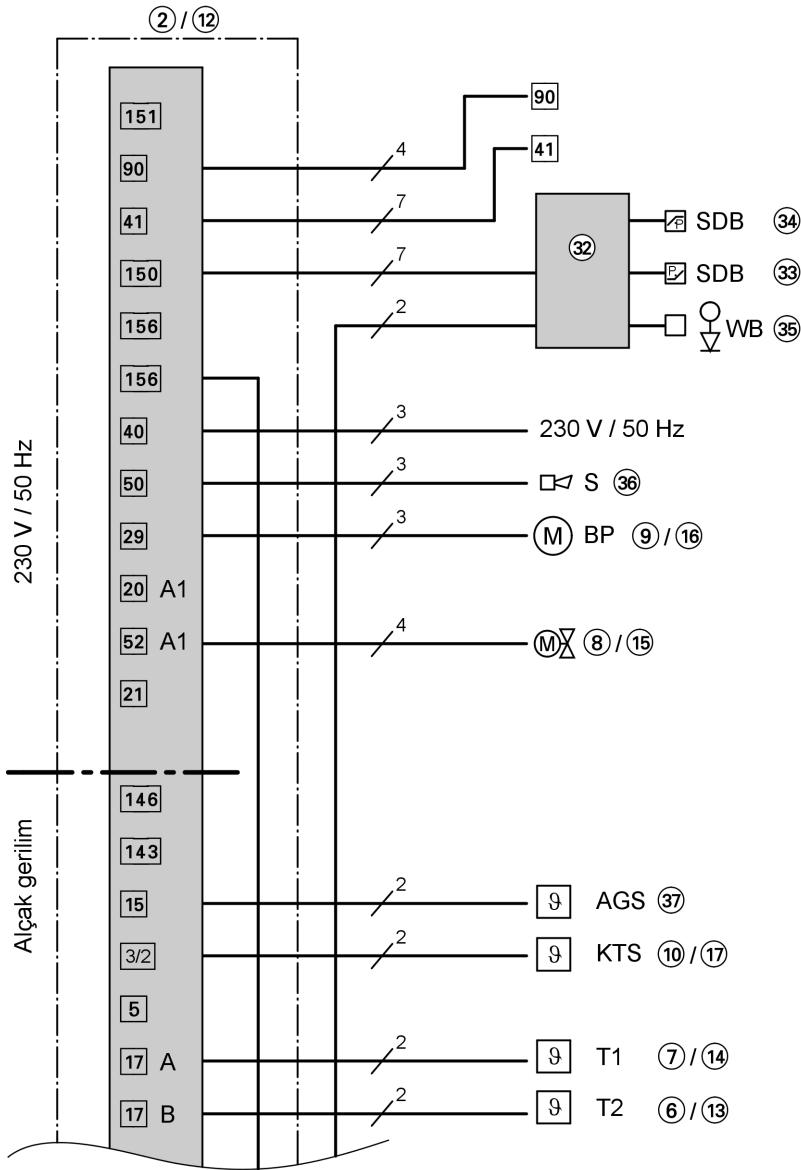 2 / 12
151
90 4 90
41 7 41
32
SDB 34
150 7 P SDB 33
156 2 WB 35
156
40 3 230 V / 50 Hz
50 3 S 36
29 3 M BP 9 / 16
20 A1
52 A1 4 M 8 / 15
21
230 V / 50 Hz
146
143
15 2 ϑ AGS 37
3/2 2 ϑ KTS 10 / 17
5
17 A 2 ϑ T1 7 / 14
17 B 2 ϑ T2 6 / 13
Alçak gerilim